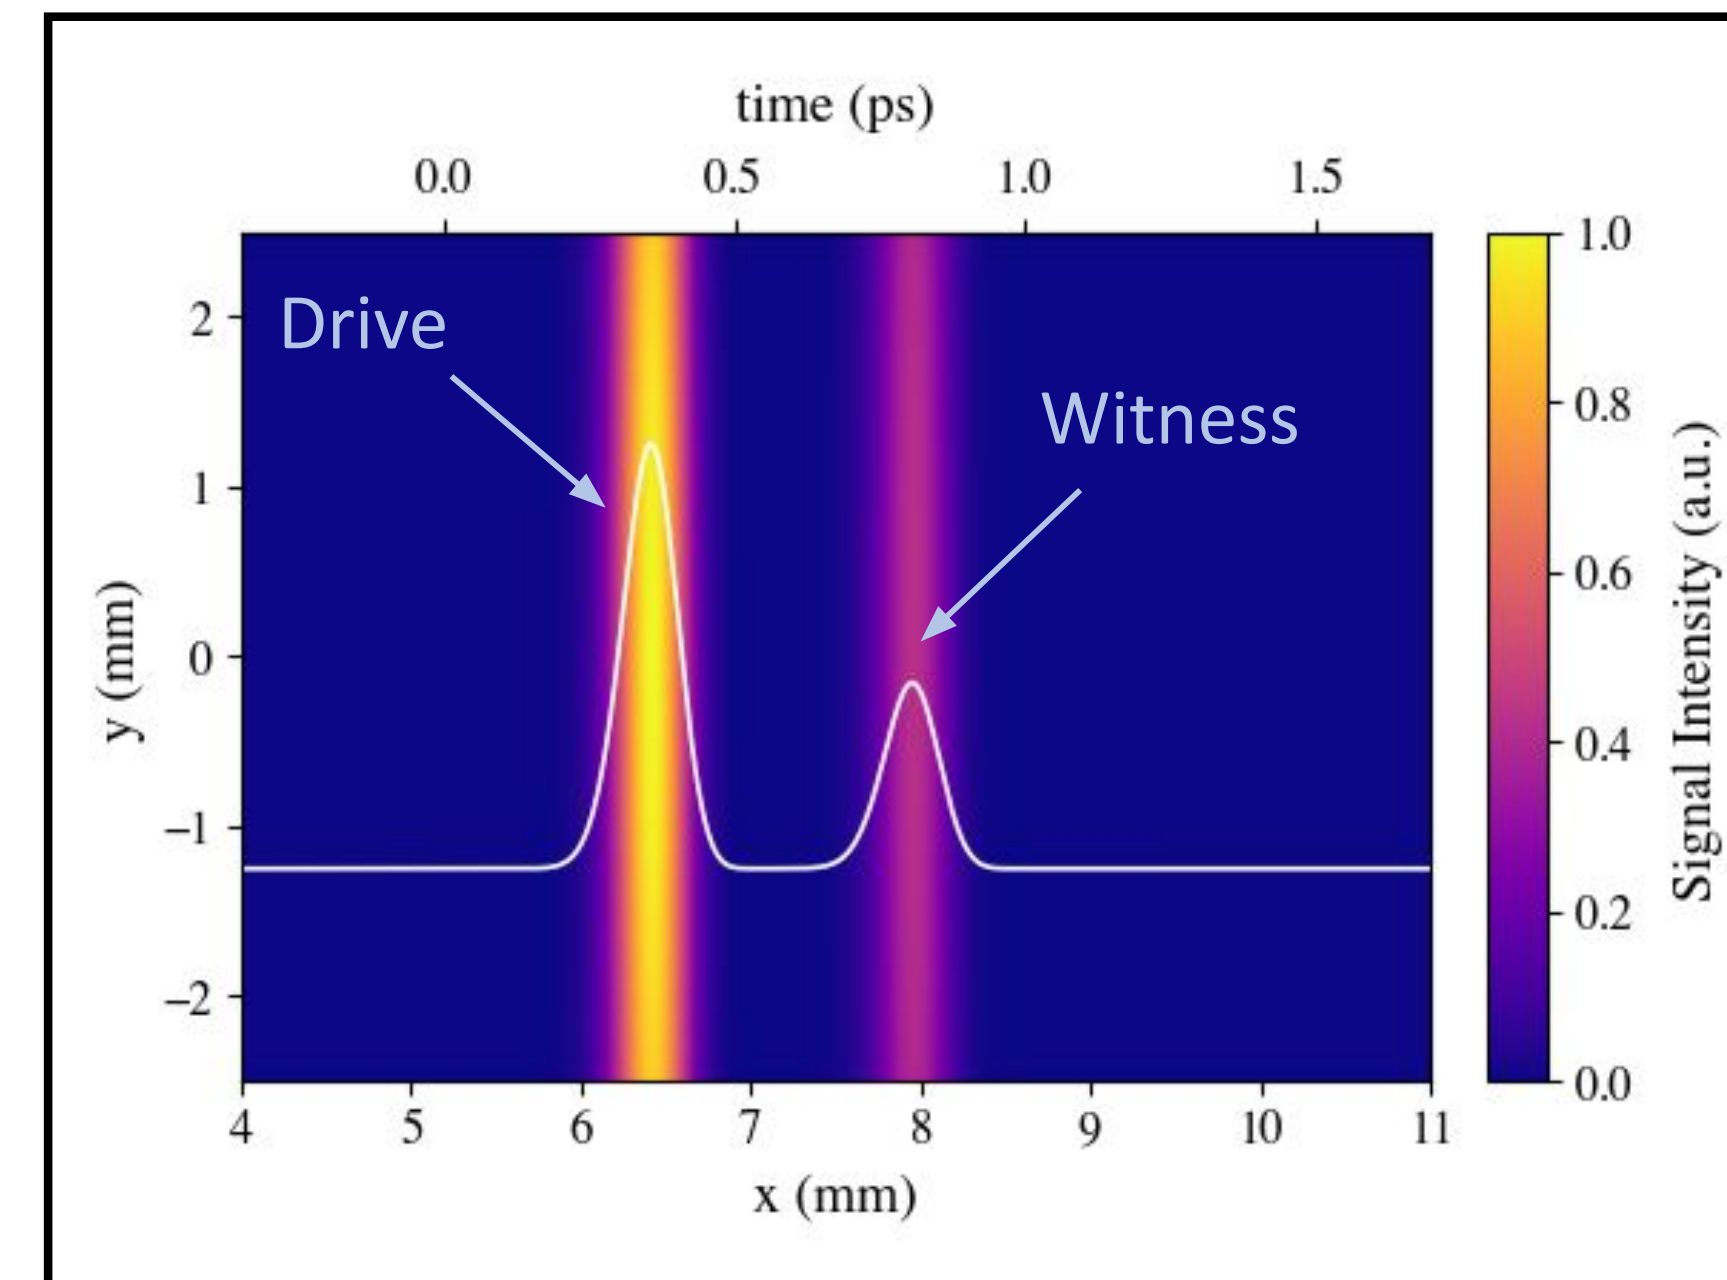 time (ps)
0.0 0.5 1.0 1.5
Drive
Witness
2
1
0
−1
−2
y (mm)
4 5 6 7 8 9 10 11
x (mm)
1.0
0.8
0.6
0.4
0.2
0.0
Signal Intensity (a.u.)